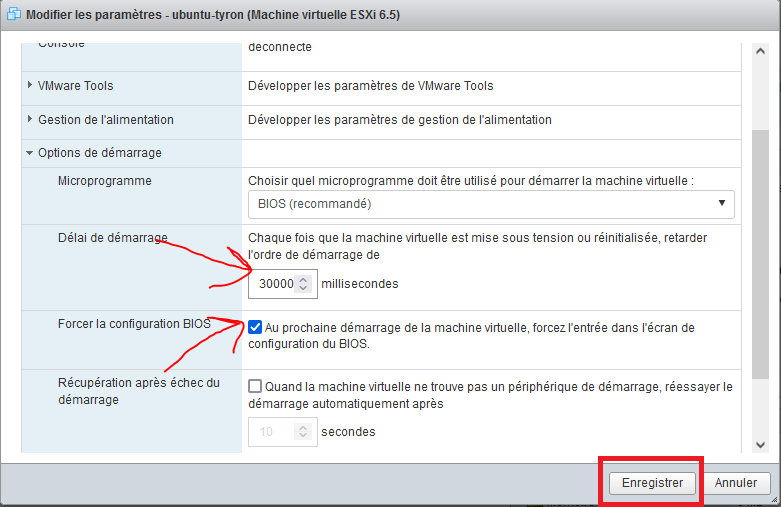 Modifier les paramètres - ubuntu-tyron (Machine virtuelle ESXi 6.5)
Console
deconnecte
VMware Tools
Développer les paramètres de VMware Tools
Gestion de l'alimentation
Développer les paramètres de gestion de l'alimentation
Options de démarrage
Microprogramme
Choisir quel microprogramme doit être utilisé pour démarrer la machine virtuelle :
BIOS (recommandé)
Délai de démarrage
Chaque fois que la machine virtuelle est mise sous tension ou réinitialisée, retarder
l'ordre de démarrage de
30000 millisecondes
Forcer la configuration BIOS
Au prochaine démarrage de la machine virtuelle, forcez l'entrée dans l'écran de
configuration du BIOS.
Récupération après échec du
démarrage
Quand la machine virtuelle ne trouve pas un périphérique de démarrage, réessayer le
démarrage automatiquement après
10 secondes
Enregistrer
Annuler